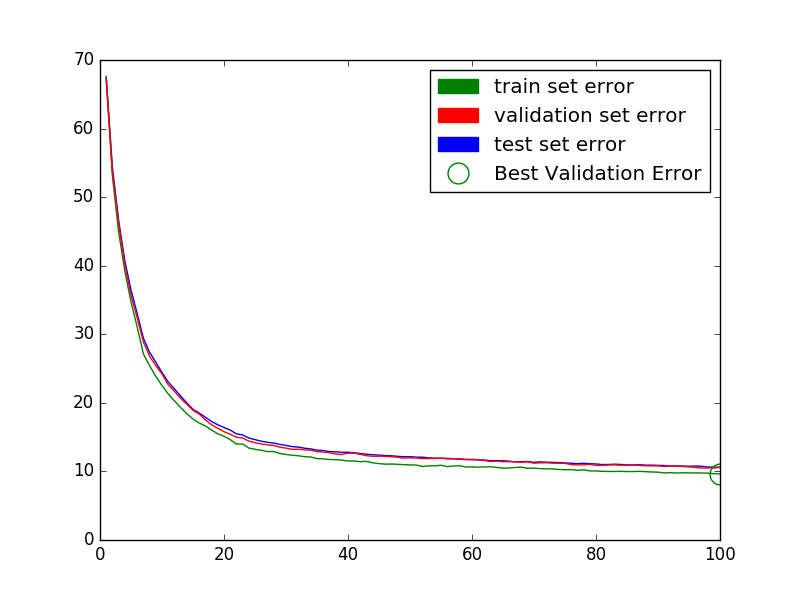 70
60
50
40
30
20
10
0
train set error
validation set error
test set error
Best Validation Error
0 20 40 60 80 100